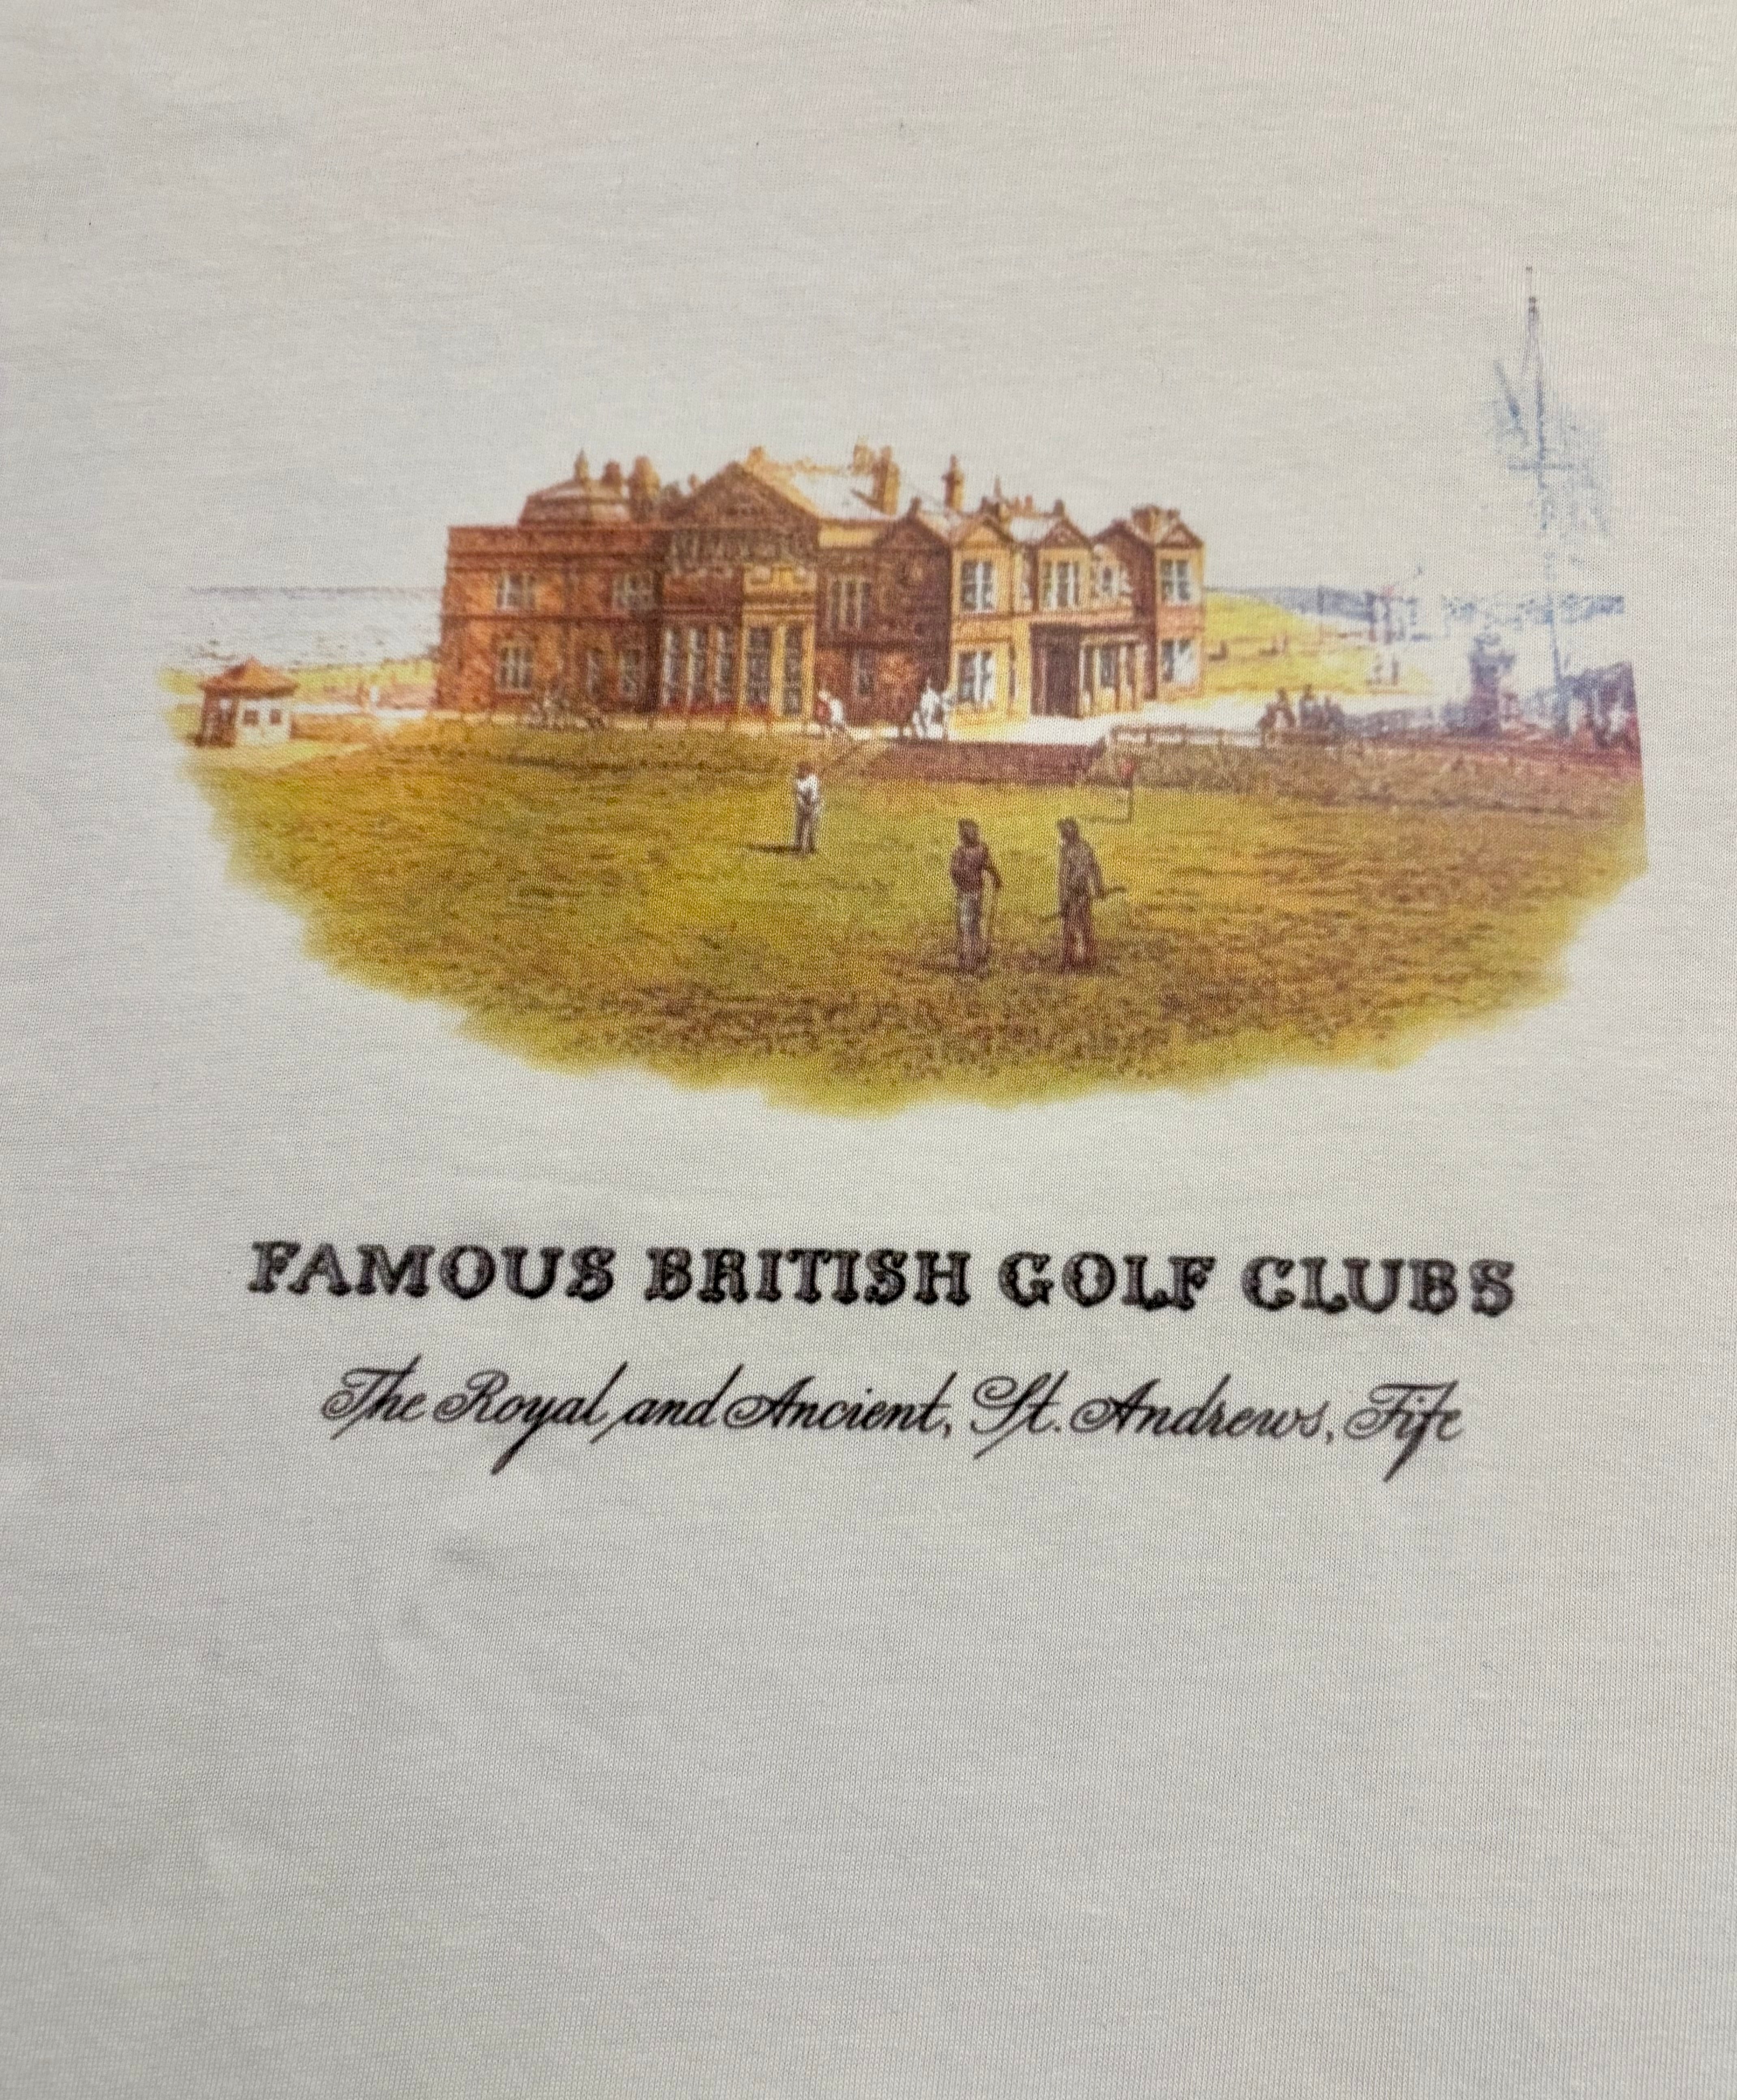 FAMOUS BRITISH GOLF CLUBS
The Royal and Ancient, St. Andrews, Fife